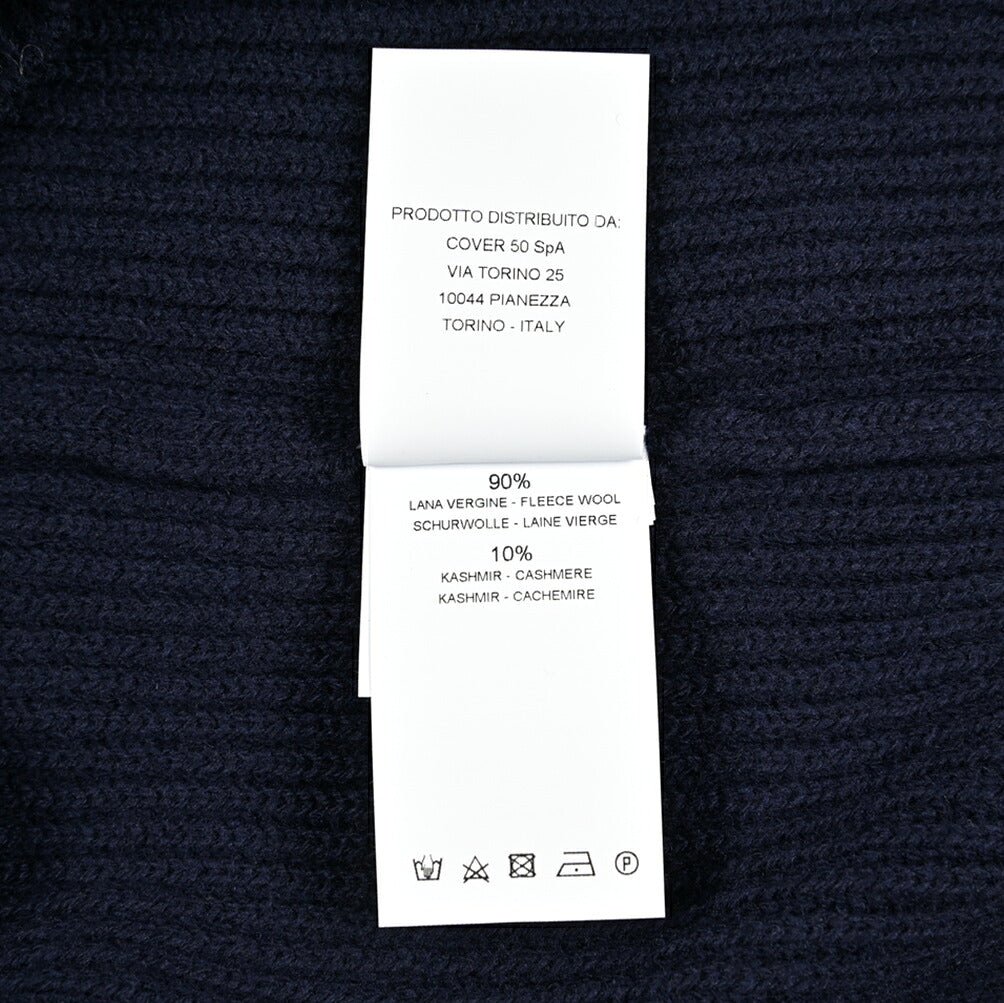 PRODOTTO DISTRIBUITO DA:
COVER 50 SpA
VIA TORINO 25
10044 PIANEZZA
TORINO - ITALY
90%
LANA VERGINE - FLEECE WOOL
SCHURWOLLE - LAINE VIERGE
10%
KASHMIR - CASHMERE
KASHMIR - CACHEMIRE
P